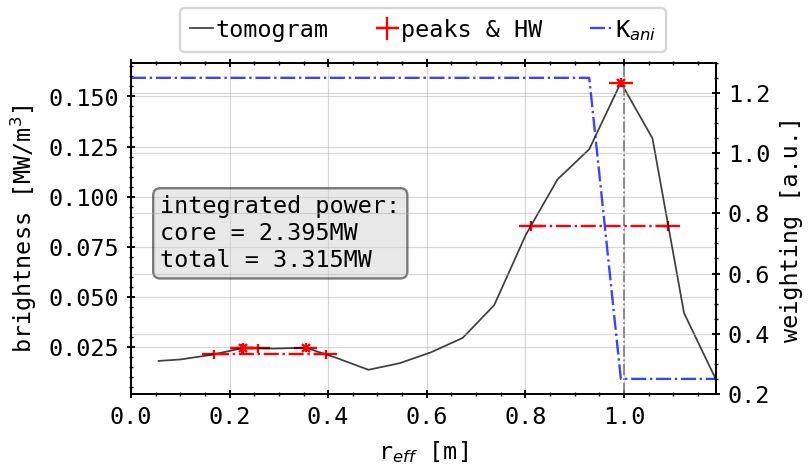 tomogram peaks & HW K_ani
brightness [MW/m³]
0.150
0.125
0.100
0.075
0.050
0.025
integrated power:
core = 2.395MW
total = 3.315MW
1.2
1.0
0.8
0.6
0.4
0.2
weighting [a.u.]
0.0 0.2 0.4 0.6 0.8 1.0
r_eff [m]